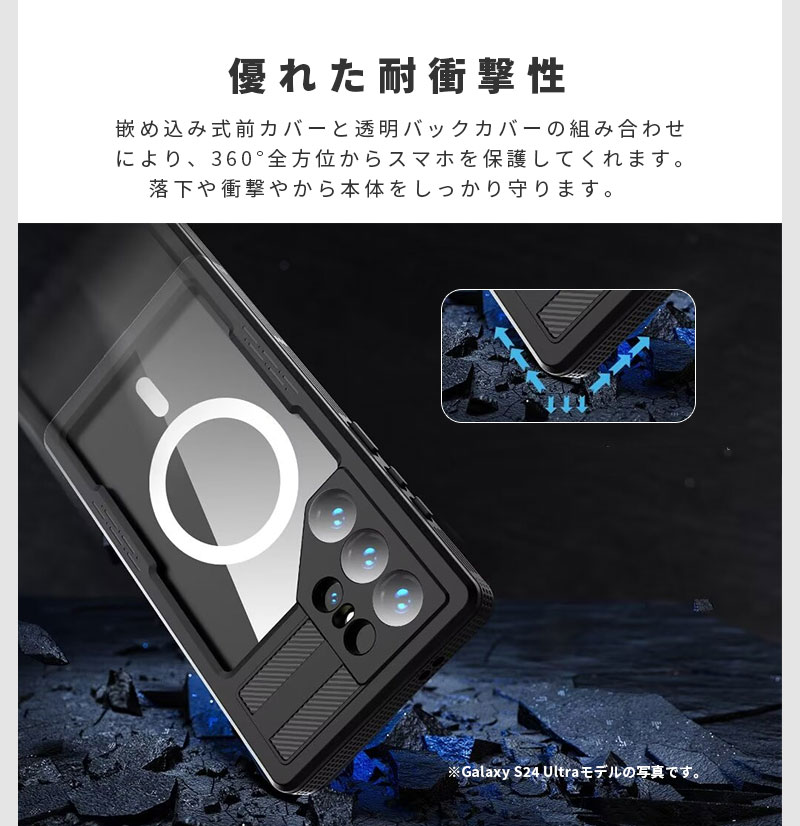 優れた耐衝撃性
嵌め込み式前カバーと透明バックカバーの組み合わせ
により、360°全方位からスマホを保護してくれます。
落下や衝撃やから本体をしっかり守ります。
※Galaxy S24 Ultraモデルの写真です。